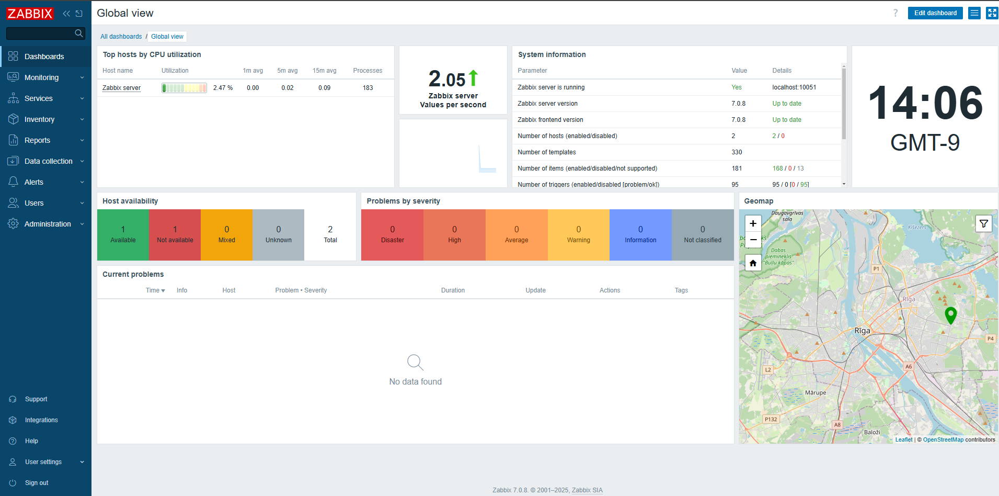 ZABBIX
Dashboards
Monitoring
Services
Inventory
Reports
Data collection
Alerts
Users
Administration
Support
Integrations
Help
User settings
Sign out
Global view
? Edit dashboard
All dashboards / Global view
Top hosts by CPU utilization
Host name Utilization 1m avg 5m avg 15m avg Processes
Zabbix server 2.47 % 0.00 0.02 0.09 183
2.05
Zabbix server
Values per second
System information
Parameter Value Details
Zabbix server is running Yes localhost:10051
Zabbix server version 7.0.8 Up to date
Zabbix frontend version 7.0.8 Up to date
Number of hosts (enabled/disabled) 2 2 / 0
Number of templates 330
Number of items (enabled/disabled/not supported) 181 168 / 0 / 13
Number of triggers (enabled/disabled [problem/ok]) 95 95 / 0 [0 / 95]
14:06
GMT-9
Host availability
1 Available
1 Not available
0 Mixed
0 Unknown
2 Total
Problems by severity
0 Disaster
0 High
0 Average
0 Warning
0 Information
0 Not classified
Current problems
Time Info Host Problem • Severity Duration Update Actions Tags
No data found
Geomap
+
−
Daugavgrīvas
sala
Ķīšezers
Dabas
piemineklis
"Buļļu kāpas"
P1
Rīga
Rīga
P4
L2
A6
Mārupe
P132
A8
Baloži
Leaflet | © OpenStreetMap contributors
Zabbix 7.0.8. © 2001–2025, Zabbix SIA